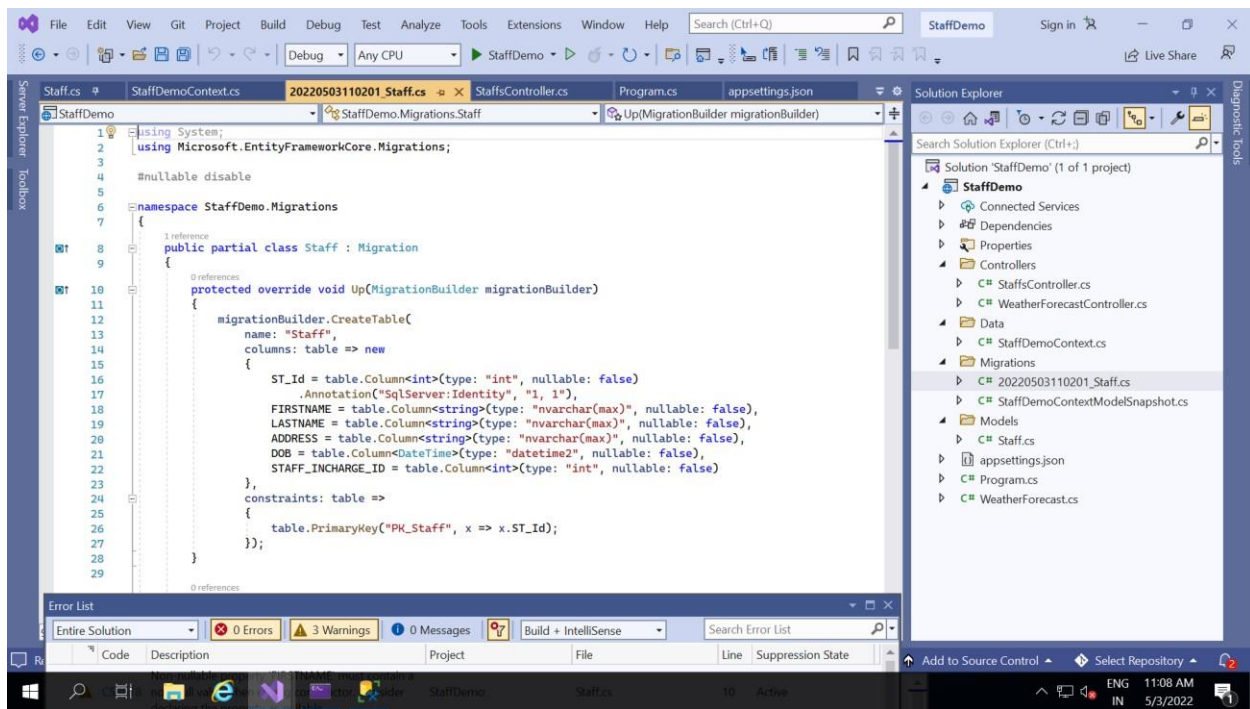 File Edit View Git Project Build Debug Test Analyze Tools Extensions Window Help Search (Ctrl+Q) StaffDemo Sign in
Debug Any CPU StaffDemo Live Share
Server Explorer
Toolbox
Staff.cs StaffDemoContext.cs 20220503110201_Staff.cs StaffsController.cs Program.cs appsettings.json
StaffDemo StaffDemo.Migrations.Staff Up(MigrationBuilder migrationBuilder)
1 using System;
2 using Microsoft.EntityFrameworkCore.Migrations;
3
4 #nullable disable
5
6 namespace StaffDemo.Migrations
7 {
1 reference
8 public partial class Staff : Migration
9 {
0 references
10 protected override void Up(MigrationBuilder migrationBuilder)
11 {
12 migrationBuilder.CreateTable(
13 name: "Staff",
14 columns: table => new
15 {
16 ST_Id = table.Column<int>(type: "int", nullable: false)
17 .Annotation("SqlServer:Identity", "1, 1"),
18 FIRSTNAME = table.Column<string>(type: "nvarchar(max)", nullable: false),
19 LASTNAME = table.Column<string>(type: "nvarchar(max)", nullable: false),
20 ADDRESS = table.Column<string>(type: "nvarchar(max)", nullable: false),
21 DOB = table.Column<DateTime>(type: "datetime2", nullable: false),
22 STAFF_INCHARGE_ID = table.Column<int>(type: "int", nullable: false)
23 },
24 constraints: table =>
25 {
26 table.PrimaryKey("PK_Staff", x => x.ST_Id);
27 });
28 }
29
0 references
Error List
Entire Solution 0 Errors 3 Warnings 0 Messages Build + IntelliSense Search Error List
Code Description Project File Line Suppression State
Non-nullable property 'FIRSTNAME' must contain a
StaffDemo Staff.cs 10 Active
Solution Explorer
Search Solution Explorer (Ctrl+;)
Solution 'StaffDemo' (1 of 1 project)
StaffDemo
Connected Services
Dependencies
Properties
Controllers
C# StaffsController.cs
C# WeatherForecastController.cs
Data
C# StaffDemoContext.cs
Migrations
C# 20220503110201_Staff.cs
C# StaffDemoContextModelSnapshot.cs
Models
C# Staff.cs
appsettings.json
C# Program.cs
C# WeatherForecast.cs
Diagnostic Tools
Add to Source Control Select Repository 2
ENG 11:08 AM
IN 5/3/2022 1